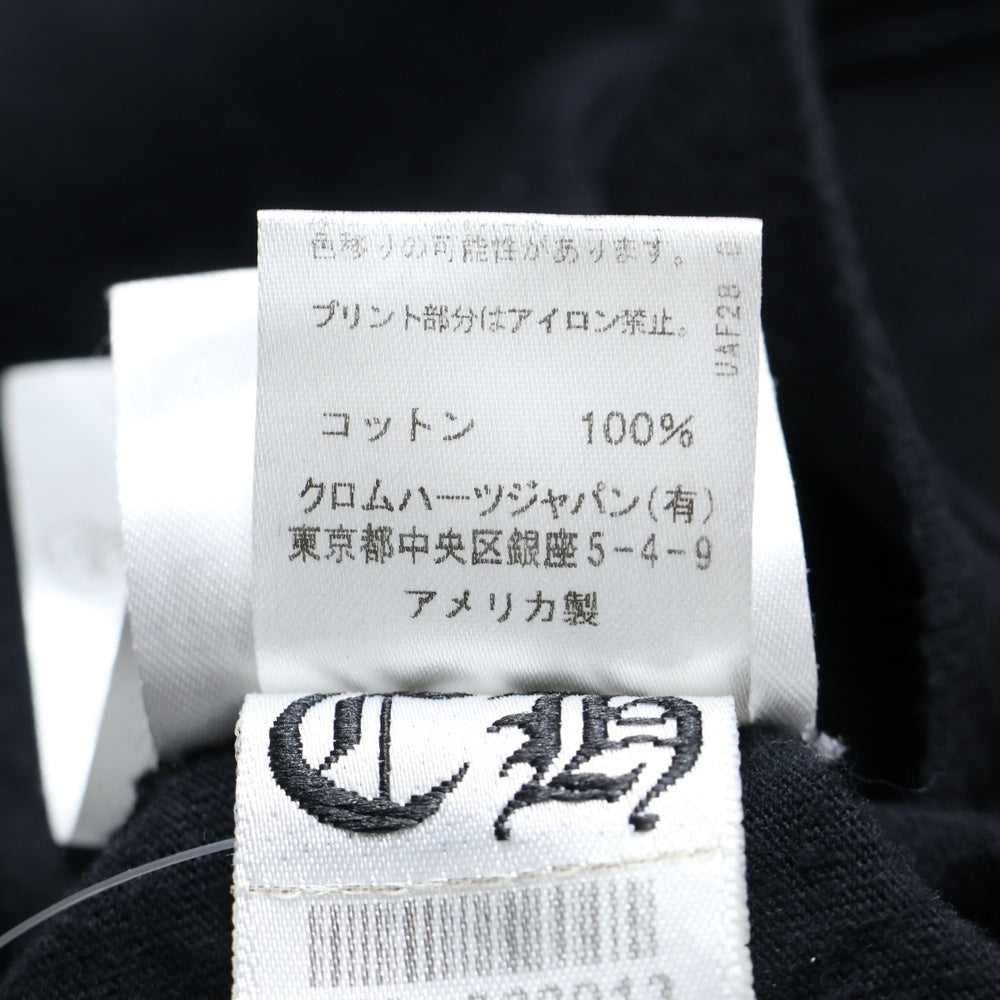 色移りの可能性があります。
プリント部分はアイロン禁止。
コットン 100%
クロムハーツジャパン(有)
東京都中央区銀座5-4-9
アメリカ製
UAF28
CH